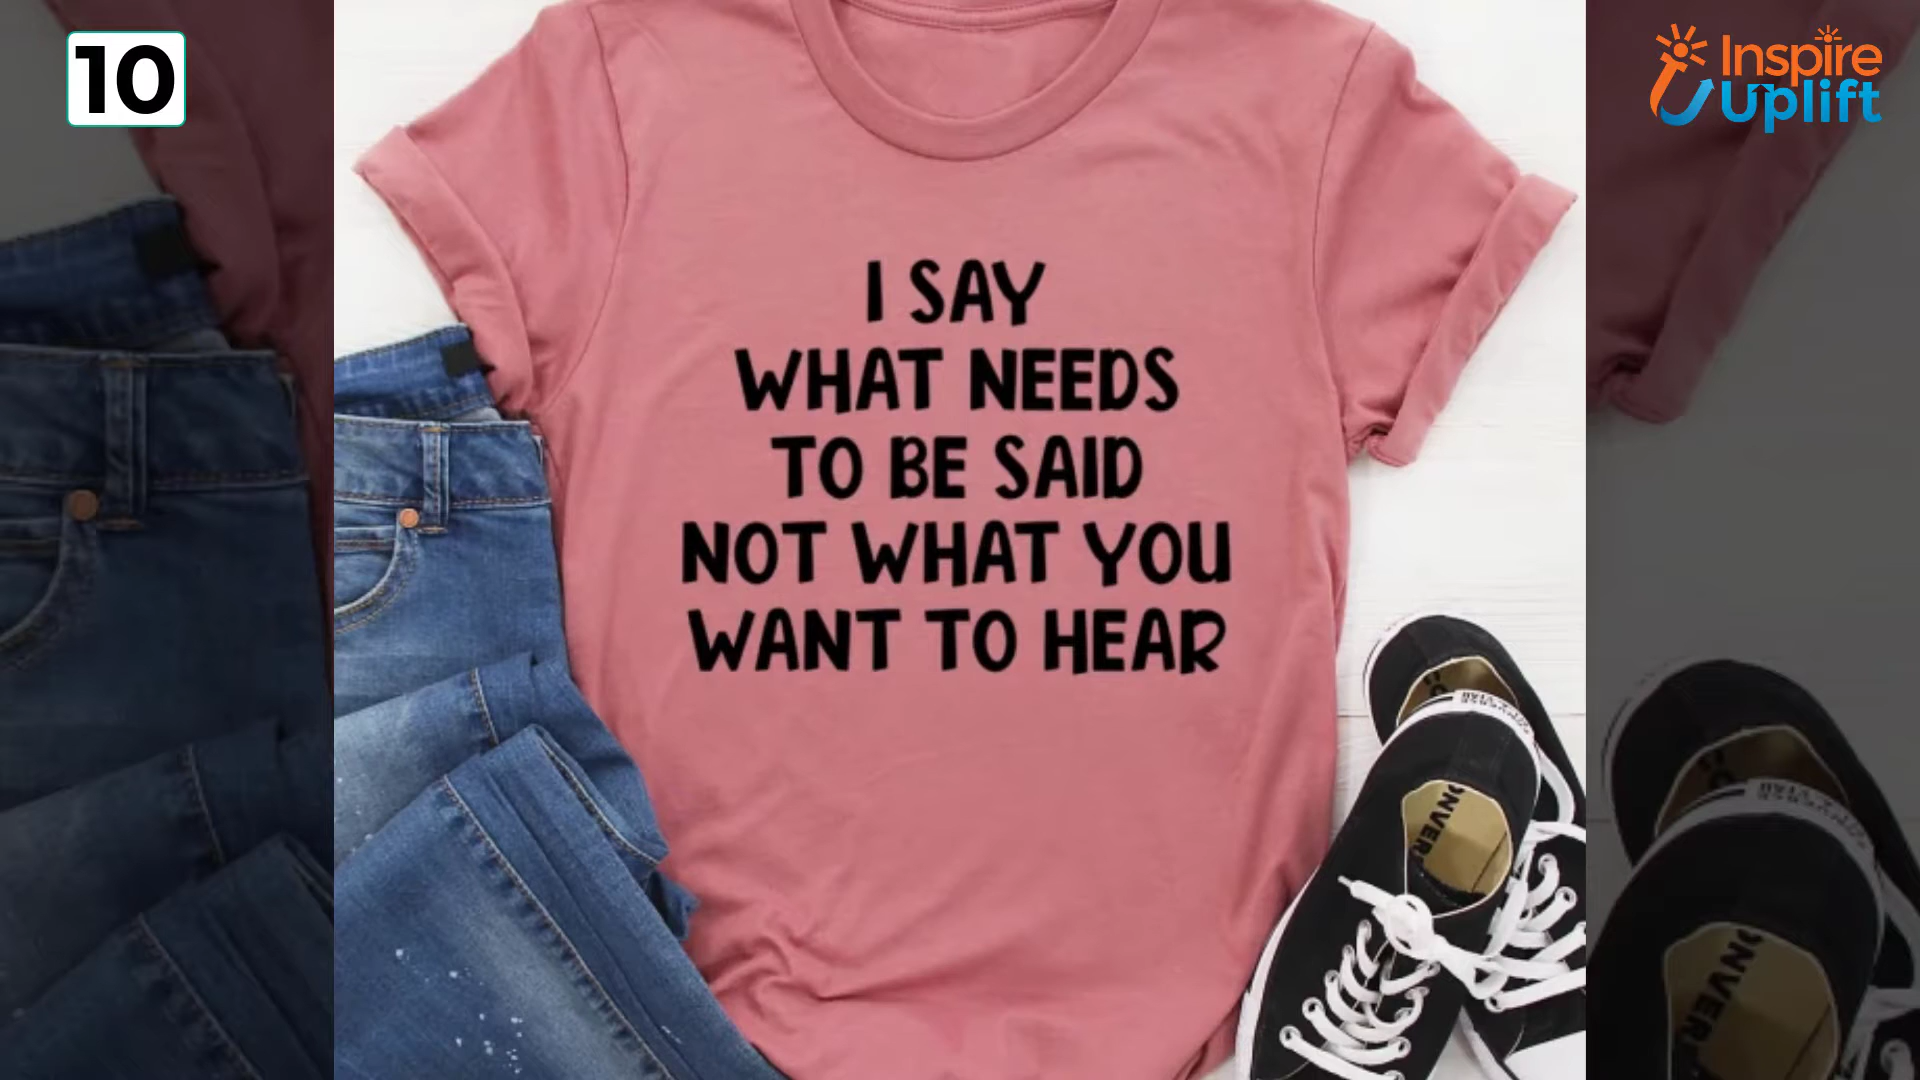 10
Inspire
Uplift
I SAY
WHAT NEEDS
TO BE SAID
NOT WHAT YOU
WANT TO HEAR